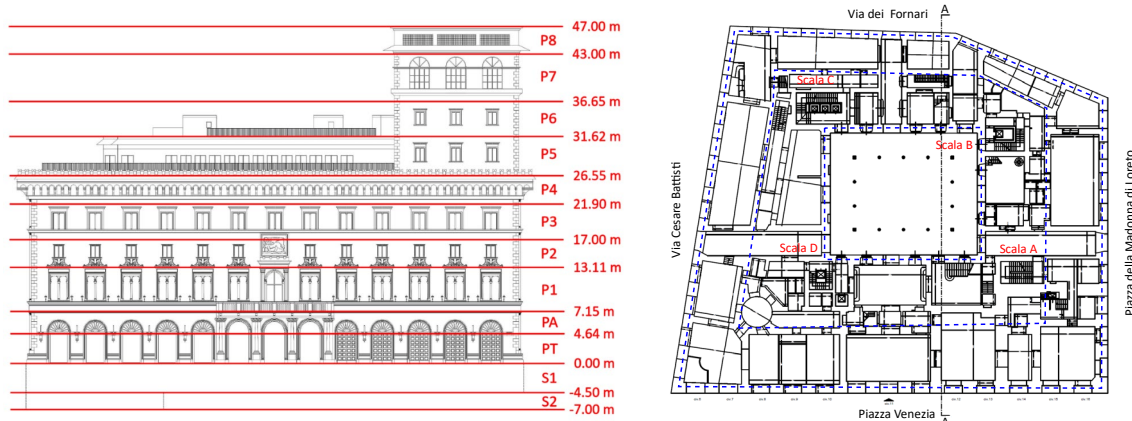 47.00 m
P8
43.00 m
P7
36.65 m
P6
31.62 m
P5
26.55 m
P4
21.90 m
P3
17.00 m
P2
13.11 m
P1
7.15 m
PA
4.64 m
PT
0.00 m
S1
-4.50 m
S2
-7.00 m
Via dei Fornari
A
Scala C
Scala B
Via Cesare Battisti
Piazza della Madonna di Loreto
Scala D
Scala A
Piazza Venezia
A